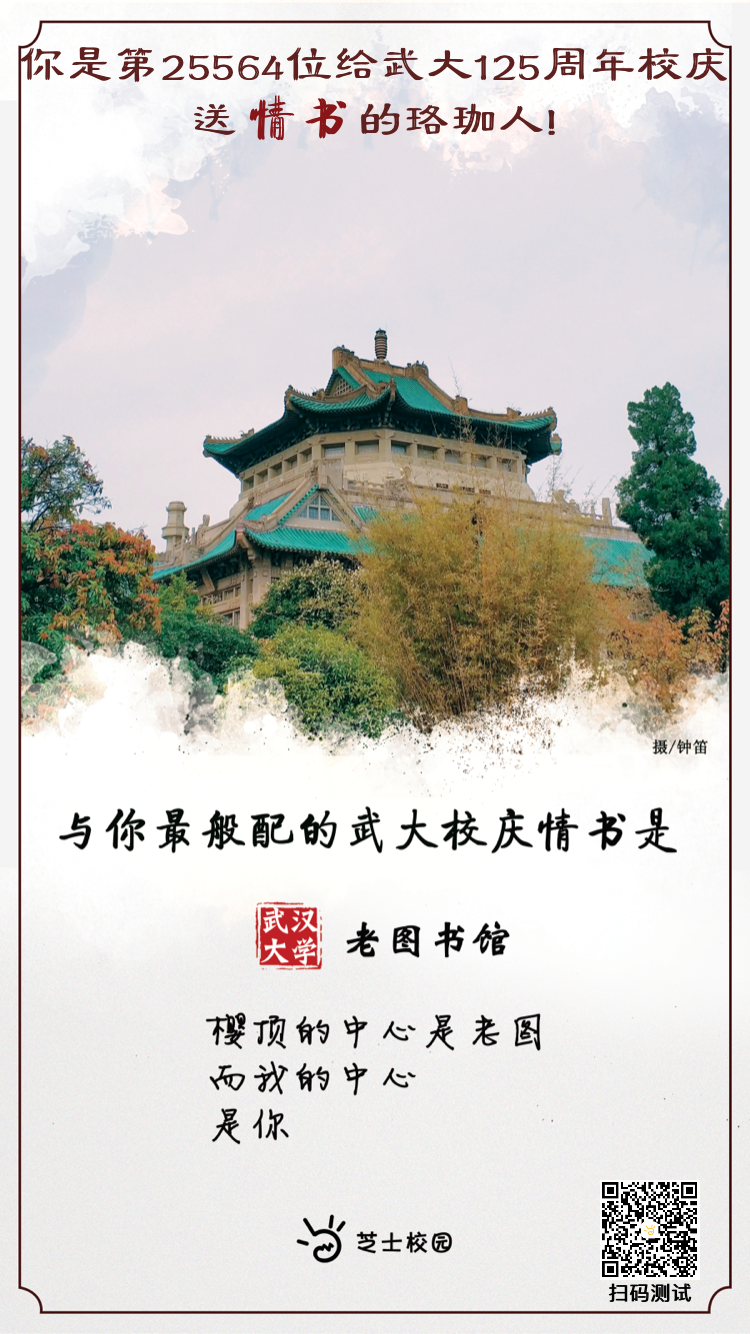 你是第25564位给武大125周年校庆
送情书的珞珈人!
摄/钟笛
与你最般配的武大校庆情书是
武汉
大学
老图书馆
樱顶的中心是老图
而我的中心
是你
芝士校园
扫码测试